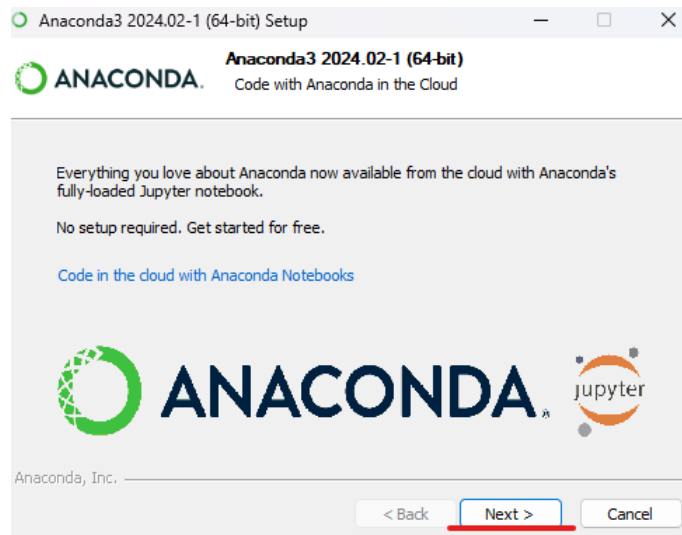 Anaconda3 2024.02-1 (64-bit) Setup
ANACONDA.
Anaconda3 2024.02-1 (64-bit)
Code with Anaconda in the Cloud
Everything you love about Anaconda now available from the cloud with Anaconda's
fully-loaded Jupyter notebook.
No setup required. Get started for free.
Code in the cloud with Anaconda Notebooks
ANACONDA®
jupyter
Anaconda, Inc.
< Back
Next >
Cancel